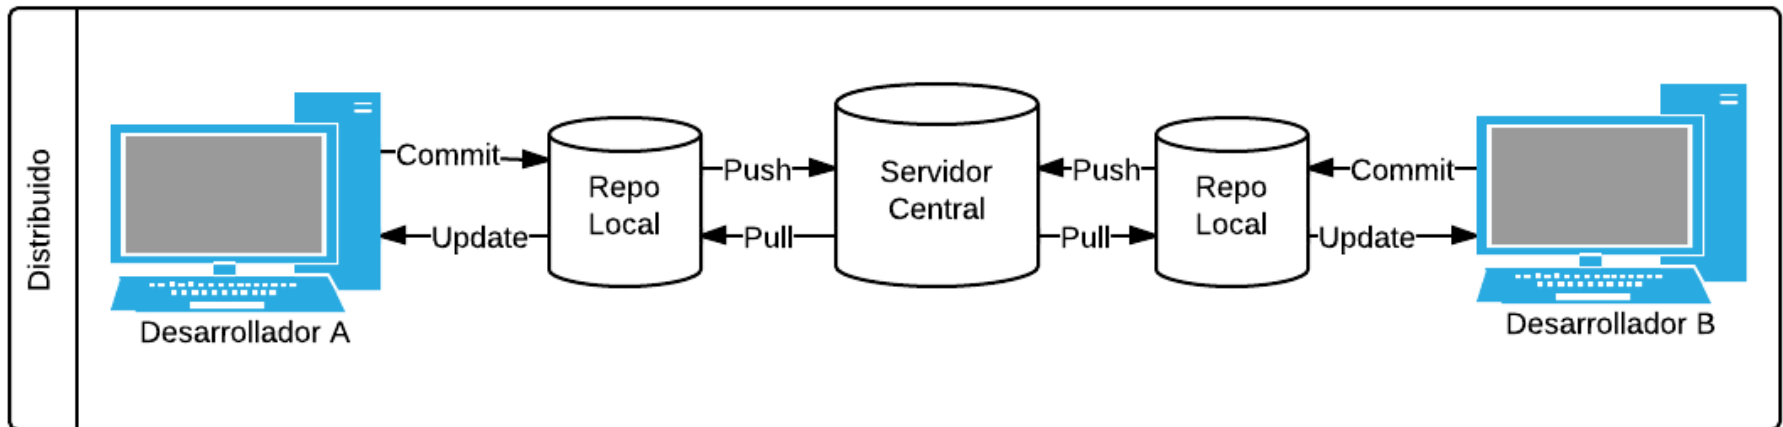 Distribuido
Commit
Update
Repo
Local
Push
Pull
Servidor
Central
Push
Pull
Repo
Local
Commit
Update
Desarrollador A
Desarrollador B